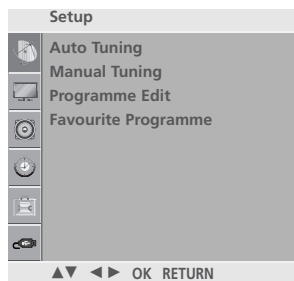 Setup
Auto Tuning
Manual Tuning
Programme Edit
Favourite Programme
▲▼ ◄► OK RETURN